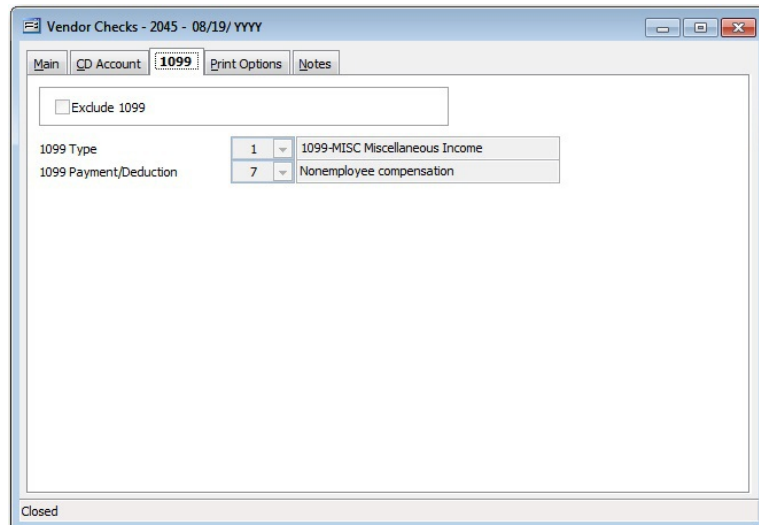 Vendor Checks - 2045 - 08/19/ YYYY
Main CD Account 1099 Print Options Notes
Exclude 1099
1099 Type 1 1099-MISC Miscellaneous Income
1099 Payment/Deduction 7 Nonemployee compensation
Closed